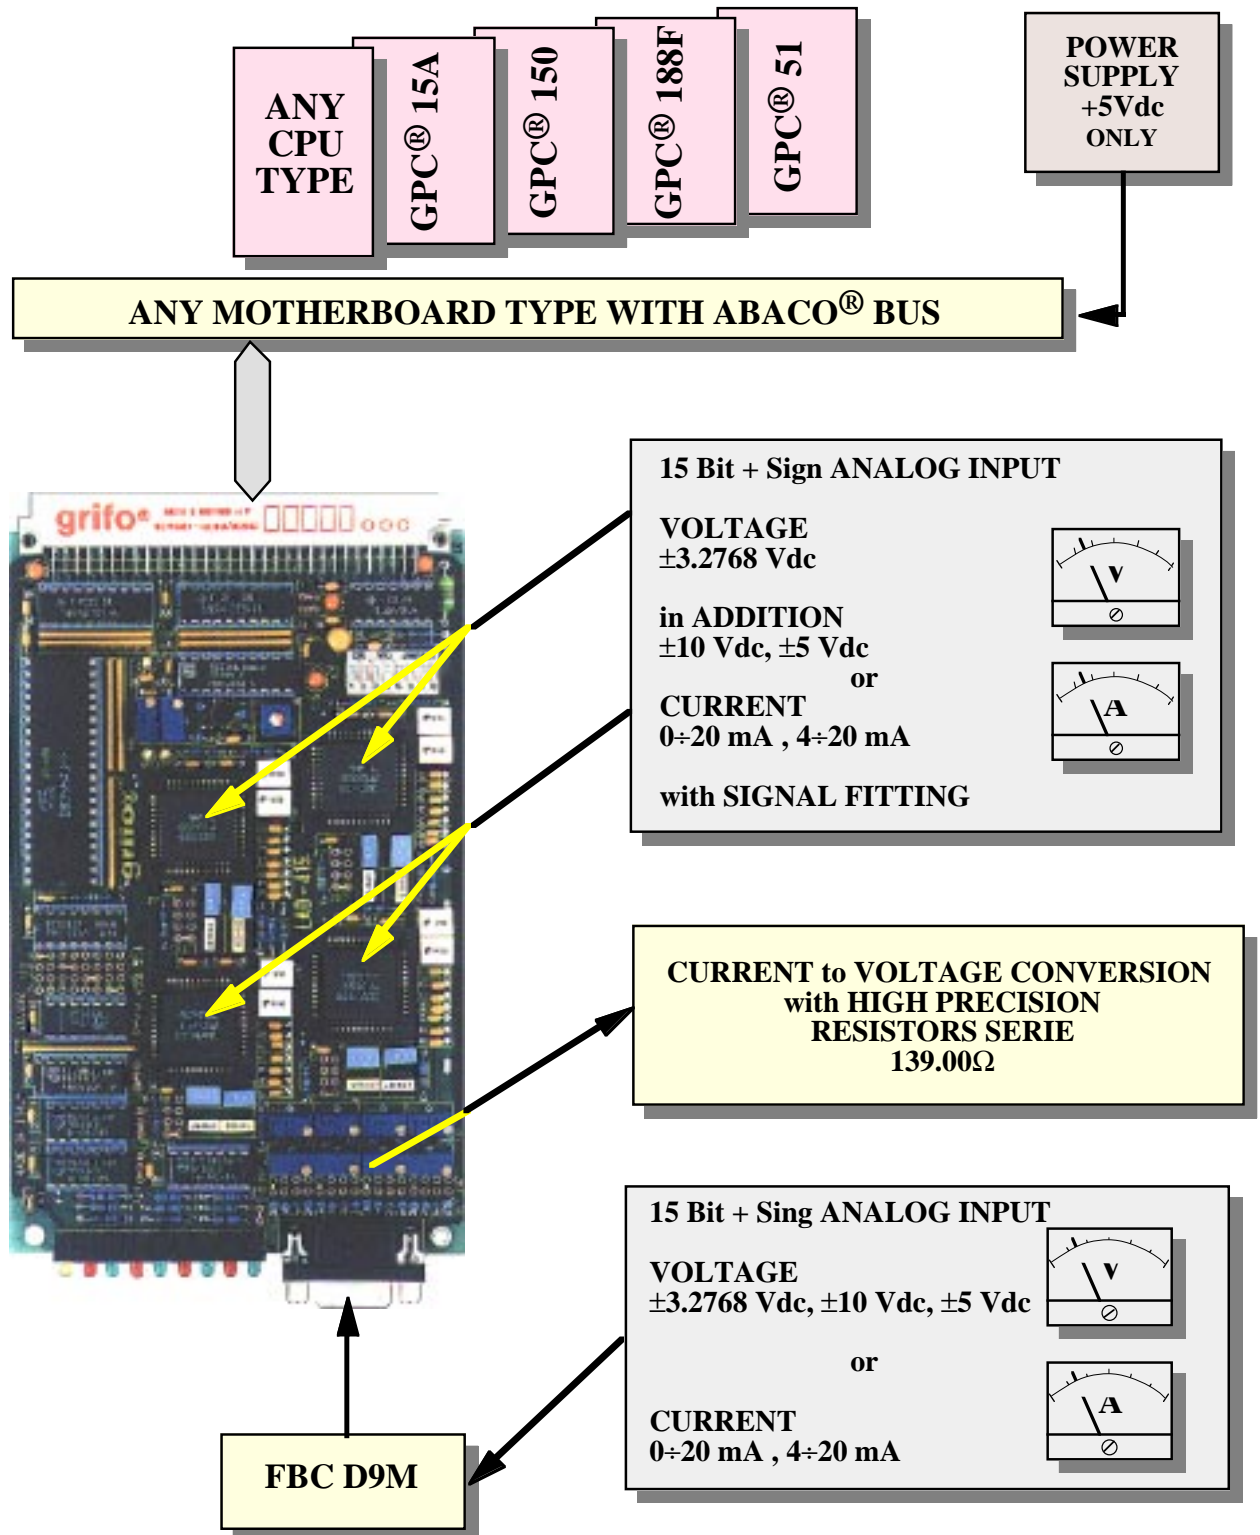 ANY
CPU
TYPE
GPC® 15A
GPC® 150
GPC® 188F
GPC® 51
POWER
SUPPLY
+5Vdc
ONLY
ANY MOTHERBOARD TYPE WITH ABACO® BUS
grifo®
15 Bit + Sign ANALOG INPUT
VOLTAGE
±3.2768 Vdc
in ADDITION
±10 Vdc, ±5 Vdc
or
CURRENT
0÷20 mA , 4÷20 mA
with SIGNAL FITTING
V
A
grifo®
CURRENT to VOLTAGE CONVERSION
with HIGH PRECISION
RESISTORS SERIE
139.00Ω
15 Bit + Sing ANALOG INPUT
VOLTAGE
±3.2768 Vdc, ±10 Vdc, ±5 Vdc
or
CURRENT
0÷20 mA , 4÷20 mA
V
A
FBC D9M